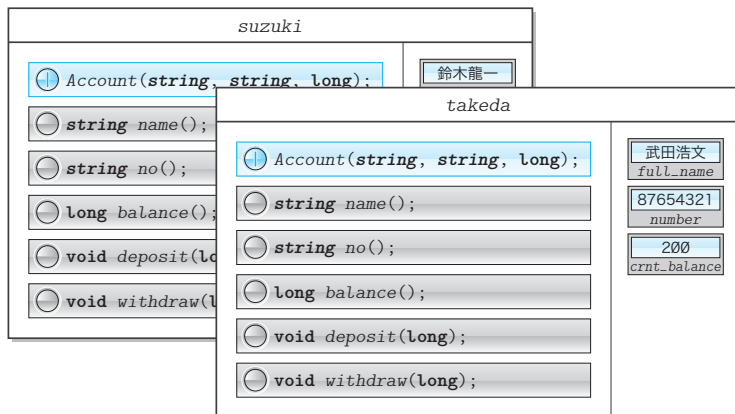 suzuki
Account(string, string, long);
string name();
string no();
long balance();
void deposit(lo
void withdraw(l
鈴木龍一
takeda
Account(string, string, long);
string name();
string no();
long balance();
void deposit(long);
void withdraw(long);
武田浩文
full_name
87654321
number
200
crnt_balance